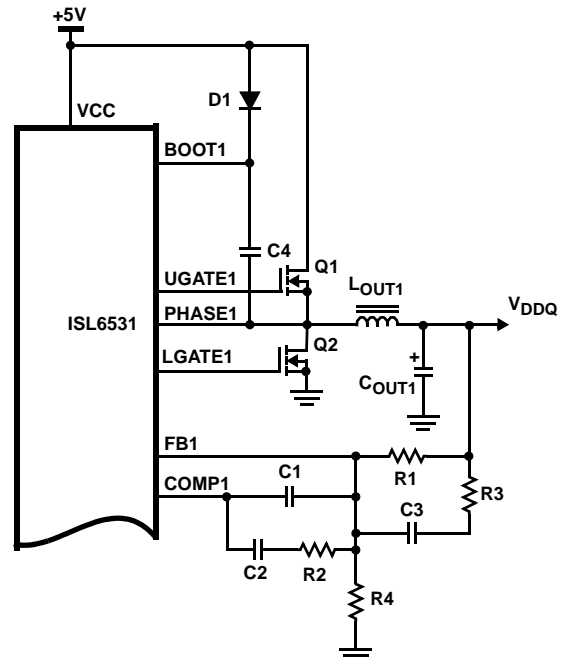 +5V
VCC
D1
BOOT1
C4
Q1
UGATE1
LOUT1
VDDQ
ISL6531
PHASE1
Q2
LGATE1
+
COUT1
FB1
R1
COMP1
C1
R3
C3
C2
R2
R4